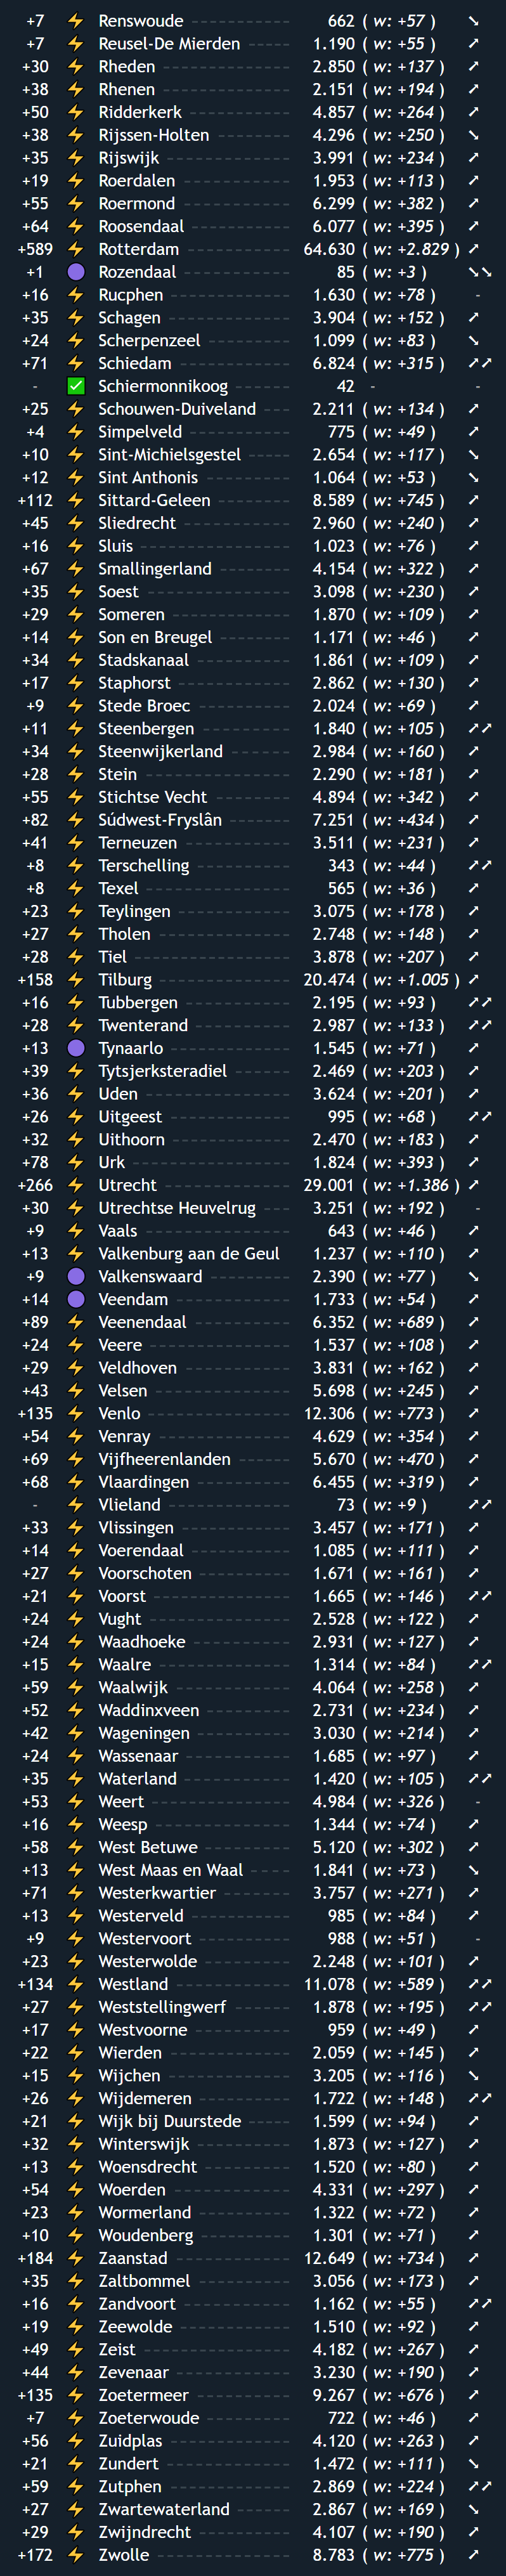 +7 ⚡ Renswoude ------------ 662 ( w: +57 ) ➘
+7 ⚡ Reusel-De Mierden ------ 1.190 ( w: +55 ) ➚
+30 ⚡ Rheden -------------- 2.850 ( w: +137 ) ➚
+38 ⚡ Rhenen -------------- 2.151 ( w: +194 ) ➚
+50 ⚡ Ridderkerk ------------ 4.857 ( w: +264 ) ➚
+38 ⚡ Rijssen-Holten --------- 4.296 ( w: +250 ) ➘
+35 ⚡ Rijswijk -------------- 3.991 ( w: +234 ) ➚
+19 ⚡ Roerdalen ------------ 1.953 ( w: +113 ) ➚
+55 ⚡ Roermond ------------ 6.299 ( w: +382 ) ➚
+64 ⚡ Roosendaal ----------- 6.077 ( w: +395 ) ➚
+589 ⚡ Rotterdam ------------ 64.630 ( w: +2.829 ) ➚
+1 🟣 Rozendaal ------------ 85 ( w: +3 ) ➘➘
+16 ⚡ Rucphen ------------- 1.630 ( w: +78 ) -
+35 ⚡ Schagen ------------- 3.904 ( w: +152 ) ➚
+24 ⚡ Scherpenzeel ---------- 1.099 ( w: +83 ) ➘
+71 ⚡ Schiedam ------------- 6.824 ( w: +315 ) ➚➚
- ✅ Schiermonnikoog ------- 42 - -
+25 ⚡ Schouwen-Duiveland ---- 2.211 ( w: +134 ) ➚
+4 ⚡ Simpelveld ------------ 775 ( w: +49 ) ➚
+10 ⚡ Sint-Michielsgestel ------ 2.654 ( w: +117 ) ➘
+12 ⚡ Sint Anthonis ---------- 1.064 ( w: +53 ) ➘
+112 ⚡ Sittard-Geleen --------- 8.589 ( w: +745 ) ➚
+45 ⚡ Sliedrecht ------------ 2.960 ( w: +240 ) ➚
+16 ⚡ Sluis ---------------- 1.023 ( w: +76 ) ➚
+67 ⚡ Smallingerland --------- 4.154 ( w: +322 ) ➚
+35 ⚡ Soest ---------------- 3.098 ( w: +230 ) ➚
+29 ⚡ Someren ------------- 1.870 ( w: +109 ) ➚
+14 ⚡ Son en Breugel --------- 1.171 ( w: +46 ) ➚
+34 ⚡ Stadskanaal ----------- 1.861 ( w: +109 ) ➚
+17 ⚡ Staphorst ------------- 2.862 ( w: +130 ) ➚
+9 ⚡ Stede Broec ----------- 2.024 ( w: +69 ) ➚
+11 ⚡ Steenbergen ---------- 1.840 ( w: +105 ) ➚➚
+34 ⚡ Steenwijkerland -------- 2.984 ( w: +160 ) ➚
+28 ⚡ Stein ---------------- 2.290 ( w: +181 ) ➚
+55 ⚡ Stichtse Vecht --------- 4.894 ( w: +342 ) ➚
+82 ⚡ Súdwest-Fryslân ------- 7.251 ( w: +434 ) ➚
+41 ⚡ Terneuzen ------------ 3.511 ( w: +231 ) ➚
+8 ⚡ Terschelling ----------- 343 ( w: +44 ) ➚➚
+8 ⚡ Texel ---------------- 565 ( w: +36 ) ➚
+23 ⚡ Teylingen ------------- 3.075 ( w: +178 ) ➚
+27 ⚡ Tholen --------------- 2.748 ( w: +148 ) ➚
+28 ⚡ Tiel ----------------- 3.878 ( w: +207 ) ➚
+158 ⚡ Tilburg --------------- 20.474 ( w: +1.005 ) ➚
+16 ⚡ Tubbergen ------------ 2.195 ( w: +93 ) ➚➚
+28 ⚡ Twenterand ----------- 2.987 ( w: +133 ) ➚➚
+13 🟣 Tynaarlo -------------- 1.545 ( w: +71 ) ➚
+39 ⚡ Tytsjerksteradiel ------- 2.469 ( w: +203 ) ➚
+36 ⚡ Uden ---------------- 3.624 ( w: +201 ) ➚
+26 ⚡ Uitgeest -------------- 995 ( w: +68 ) ➚➚
+32 ⚡ Uithoorn ------------- 2.470 ( w: +183 ) ➚
+78 ⚡ Urk ----------------- 1.824 ( w: +393 ) ➚
+266 ⚡ Utrecht -------------- 29.001 ( w: +1.386 ) ➚
+30 ⚡ Utrechtse Heuvelrug ---- 3.251 ( w: +192 ) -
+9 ⚡ Vaals ---------------- 643 ( w: +46 ) ➚
+13 ⚡ Valkenburg aan de Geul 1.237 ( w: +110 ) ➚
+9 🟣 Valkenswaard ---------- 2.390 ( w: +77 ) ➘
+14 🟣 Veendam ------------- 1.733 ( w: +54 ) ➚
+89 ⚡ Veenendaal ----------- 6.352 ( w: +689 ) ➚
+24 ⚡ Veere ---------------- 1.537 ( w: +108 ) ➚
+29 ⚡ Veldhoven ------------ 3.831 ( w: +162 ) ➚
+43 ⚡ Velsen --------------- 5.698 ( w: +245 ) ➚
+135 ⚡ Venlo ---------------- 12.306 ( w: +773 ) ➚
+54 ⚡ Venray --------------- 4.629 ( w: +354 ) ➚
+69 ⚡ Vijfheerenlanden ------- 5.670 ( w: +470 ) ➚
+68 ⚡ Vlaardingen ----------- 6.455 ( w: +319 ) ➚
- ⚡ Vlieland -------------- 73 ( w: +9 ) ➚➚
+33 ⚡ Vlissingen ------------ 3.457 ( w: +171 ) ➚
+14 ⚡ Voerendaal ----------- 1.085 ( w: +111 ) ➚
+27 ⚡ Voorschoten ---------- 1.671 ( w: +161 ) ➚
+21 ⚡ Voorst --------------- 1.665 ( w: +146 ) ➚➚
+24 ⚡ Vught ---------------- 2.528 ( w: +122 ) ➚
+24 ⚡ Waadhoeke ----------- 2.931 ( w: +127 ) ➚
+15 ⚡ Waalre --------------- 1.314 ( w: +84 ) ➚➚
+59 ⚡ Waalwijk ------------- 4.064 ( w: +258 ) ➚
+52 ⚡ Waddinxveen ---------- 2.731 ( w: +234 ) ➚
+42 ⚡ Wageningen ----------- 3.030 ( w: +214 ) ➚
+24 ⚡ Wassenaar ------------ 1.685 ( w: +97 ) ➚
+35 ⚡ Waterland ------------ 1.420 ( w: +105 ) ➚➚
+53 ⚡ Weert --------------- 4.984 ( w: +326 ) -
+16 ⚡ Weesp --------------- 1.344 ( w: +74 ) ➚
+58 ⚡ West Betuwe ---------- 5.120 ( w: +302 ) ➚
+13 ⚡ West Maas en Waal ----- 1.841 ( w: +73 ) ➘
+71 ⚡ Westerkwartier --------- 3.757 ( w: +271 ) ➚
+13 ⚡ Westerveld ------------ 985 ( w: +84 ) ➚
+9 ⚡ Westervoort ----------- 988 ( w: +51 ) -
+23 ⚡ Westerwolde ---------- 2.248 ( w: +101 ) ➚
+134 ⚡ Westland ------------- 11.078 ( w: +589 ) ➚➚
+27 ⚡ Weststellingwerf ------- 1.878 ( w: +195 ) ➚➚
+17 ⚡ Westvoorne ----------- 959 ( w: +49 ) ➚
+22 ⚡ Wierden -------------- 2.059 ( w: +145 ) ➚
+15 ⚡ Wijchen -------------- 3.205 ( w: +116 ) ➘
+26 ⚡ Wijdemeren ----------- 1.722 ( w: +148 ) ➚➚
+21 ⚡ Wijk bij Duurstede ------ 1.599 ( w: +94 ) ➚
+32 ⚡ Winterswijk ----------- 1.873 ( w: +127 ) ➚
+13 ⚡ Woensdrecht ---------- 1.520 ( w: +80 ) ➚
+54 ⚡ Woerden ------------- 4.331 ( w: +297 ) ➚
+23 ⚡ Wormerland ----------- 1.322 ( w: +72 ) ➚
+10 ⚡ Woudenberg ---------- 1.301 ( w: +71 ) ➚
+184 ⚡ Zaanstad ------------- 12.649 ( w: +734 ) ➚
+35 ⚡ Zaltbommel ----------- 3.056 ( w: +173 ) ➚
+16 ⚡ Zandvoort ------------ 1.162 ( w: +55 ) ➚➚
+19 ⚡ Zeewolde ------------- 1.510 ( w: +92 ) ➚
+49 ⚡ Zeist ---------------- 4.182 ( w: +267 ) ➚
+44 ⚡ Zevenaar ------------- 3.230 ( w: +190 ) ➚
+135 ⚡ Zoetermeer ----------- 9.267 ( w: +676 ) ➚
+7 ⚡ Zoeterwoude ---------- 722 ( w: +46 ) ➚
+56 ⚡ Zuidplas -------------- 4.120 ( w: +263 ) ➚
+21 ⚡ Zundert -------------- 1.472 ( w: +111 ) ➘
+59 ⚡ Zutphen -------------- 2.869 ( w: +224 ) ➚➚
+27 ⚡ Zwartewaterland ------- 2.867 ( w: +169 ) ➘
+29 ⚡ Zwijndrecht ----------- 4.107 ( w: +190 ) ➚
+172 ⚡ Zwolle --------------- 8.783 ( w: +775 ) ➚